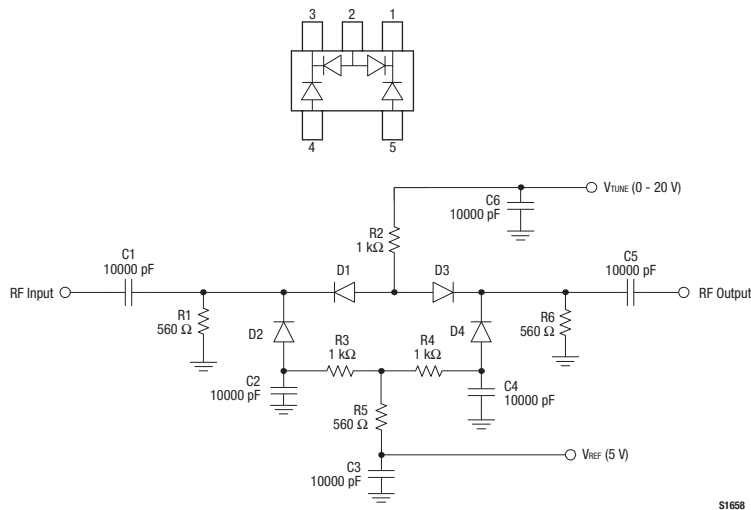 3 2 1
4 5
VTUNE (0 - 20 V)
C6
10000 pF
R2
1 kΩ
C1
10000 pF
D1
D3
C5
10000 pF
RF Input
RF Output
R1
560 Ω
D2
R3
1 kΩ
R4
1 kΩ
D4
R6
560 Ω
C2
10000 pF
C4
10000 pF
R5
560 Ω
VREF (5 V)
C3
10000 pF
S1658